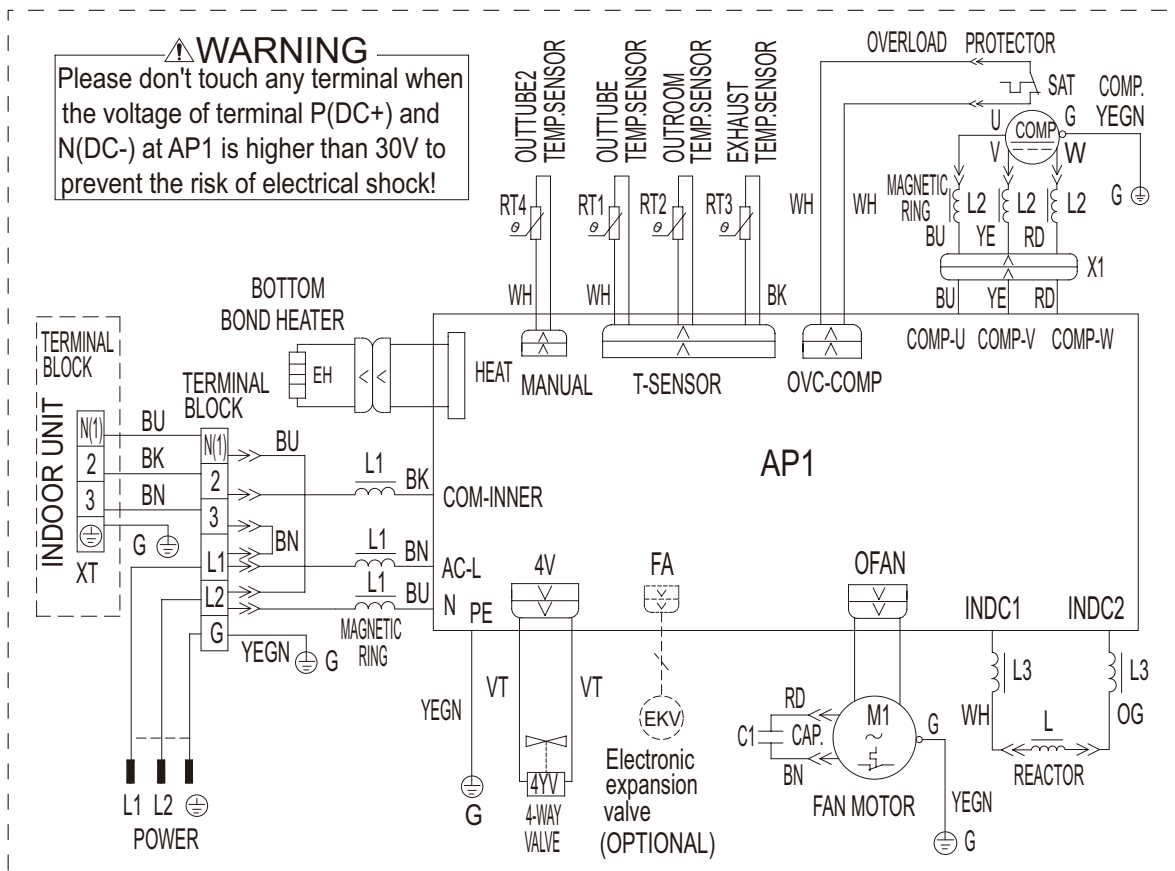 ⚠WARNING
Please don't touch any terminal when
the voltage of terminal P(DC+) and
N(DC-) at AP1 is higher than 30V to
prevent the risk of electrical shock!
OUTTUBE2
TEMP.SENSOR
OUTTUBE
TEMP.SENSOR
OUTROOM
TEMP.SENSOR
EXHAUST
TEMP.SENSOR
RT4
θ
RT1
θ
RT2
θ
RT3
θ
WH
WH
BK
OVERLOAD PROTECTOR
SAT
COMP.
YEGN
WH
WH
U
V
W
COMP
G
G
MAGNETIC
RING
L2
L2
L2
BU
YE
RD
X1
BU
YE
RD
COMP-U
COMP-V
COMP-W
BOTTOM
BOND HEATER
EH
HEAT
MANUAL
T-SENSOR
OVC-COMP
AP1
TERMINAL
BLOCK
INDOOR UNIT
N(1)
2
3
XT
BU
BK
BN
G
TERMINAL
BLOCK
N(1)
2
3
L1
L2
G
BU
BN
YEGN
G
L1
BK
COM-INNER
L1
BN
AC-L
L1
BU
N
MAGNETIC
RING
PE
YEGN
G
4V
VT
VT
4YV
4-WAY
VALVE
FA
EKV
Electronic
expansion
valve
(OPTIONAL)
OFAN
RD
C1
CAP.
BN
M1
~
G
FAN MOTOR
YEGN
G
INDC1
INDC2
L3
L3
WH
OG
L
REACTOR
L1
L2
POWER